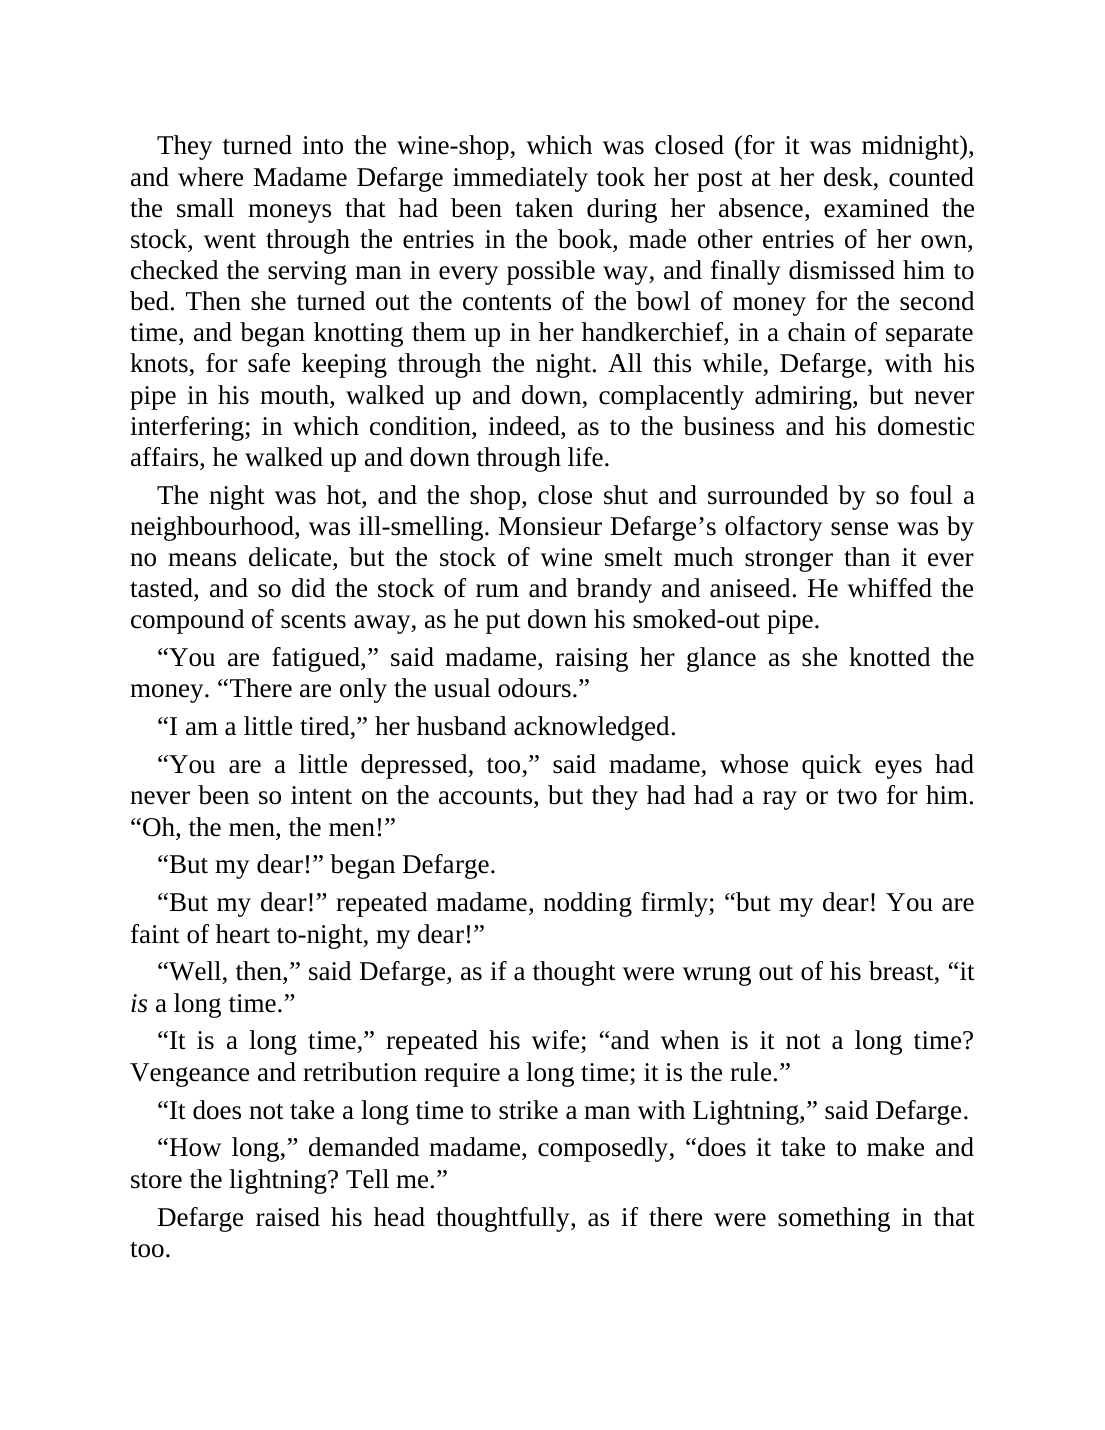 They turned into the wine-shop, which was closed (for it was midnight),
and where Madame Defarge immediately took her post at her desk, counted
the small moneys that had been taken during her absence, examined the
stock, went through the entries in the book, made other entries of her own,
checked the serving man in every possible way, and finally dismissed him to
bed. Then she turned out the contents of the bowl of money for the second
time, and began knotting them up in her handkerchief, in a chain of separate
knots, for safe keeping through the night. All this while, Defarge, with his
pipe in his mouth, walked up and down, complacently admiring, but never
interfering; in which condition, indeed, as to the business and his domestic
affairs, he walked up and down through life.
The night was hot, and the shop, close shut and surrounded by so foul a
neighbourhood, was ill-smelling. Monsieur Defarge’s olfactory sense was by
no means delicate, but the stock of wine smelt much stronger than it ever
tasted, and so did the stock of rum and brandy and aniseed. He whiffed the
compound of scents away, as he put down his smoked-out pipe.
“You are fatigued,” said madame, raising her glance as she knotted the
money. “There are only the usual odours.”
“I am a little tired,” her husband acknowledged.
“You are a little depressed, too,” said madame, whose quick eyes had
never been so intent on the accounts, but they had had a ray or two for him.
“Oh, the men, the men!”
“But my dear!” began Defarge.
“But my dear!” repeated madame, nodding firmly; “but my dear! You are
faint of heart to-night, my dear!”
“Well, then,” said Defarge, as if a thought were wrung out of his breast, “it
is a long time.”
“It is a long time,” repeated his wife; “and when is it not a long time?
Vengeance and retribution require a long time; it is the rule.”
“It does not take a long time to strike a man with Lightning,” said Defarge.
“How long,” demanded madame, composedly, “does it take to make and
store the lightning? Tell me.”
Defarge raised his head thoughtfully, as if there were something in that
too.